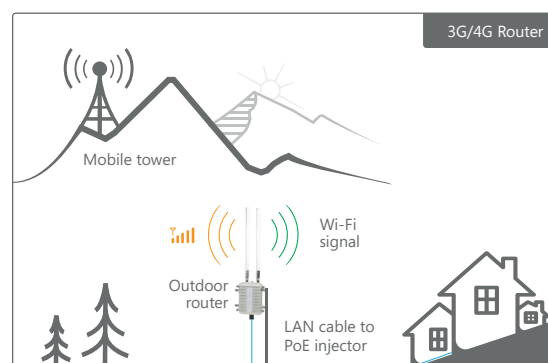 3G/4G Router
Mobile tower
Wi-Fi
signal
Outdoor
router
LAN cable to
PoE injector